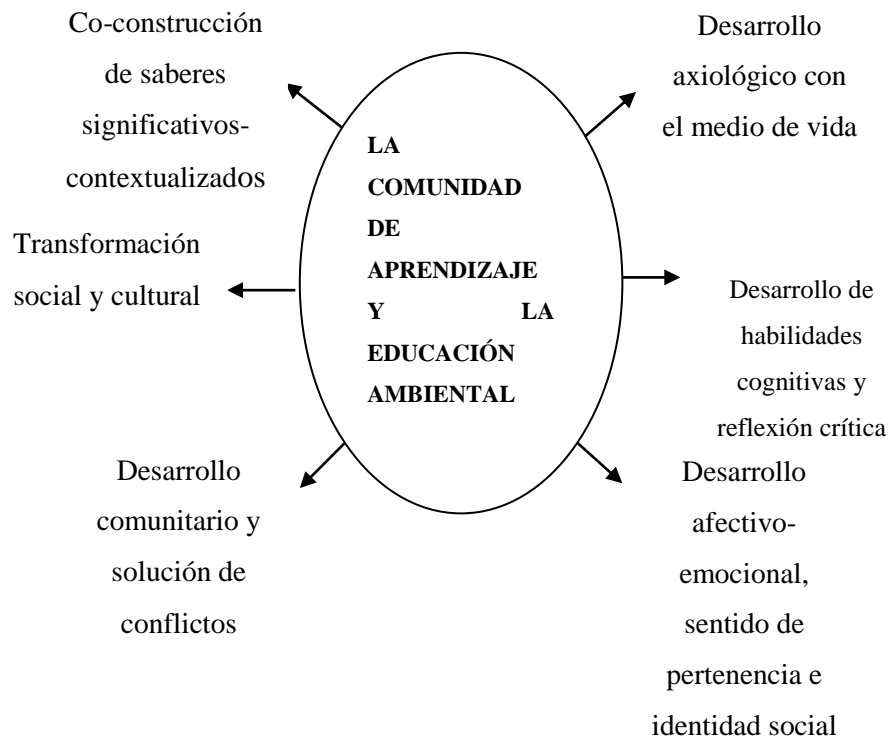 Co-construcción
de saberes
significativos-
contextualizados
Transformación
social y cultural
Desarrollo
comunitario y
solución de
conflictos
LA
COMUNIDAD
DE
APRENDIZAJE
Y LA
EDUCACIÓN
AMBIENTAL
Desarrollo
axiológico con
el medio de vida
Desarrollo de
habilidades
cognitivas y
reflexión crítica
Desarrollo
afectivo-
emocional,
sentido de
pertenencia e
identidad social